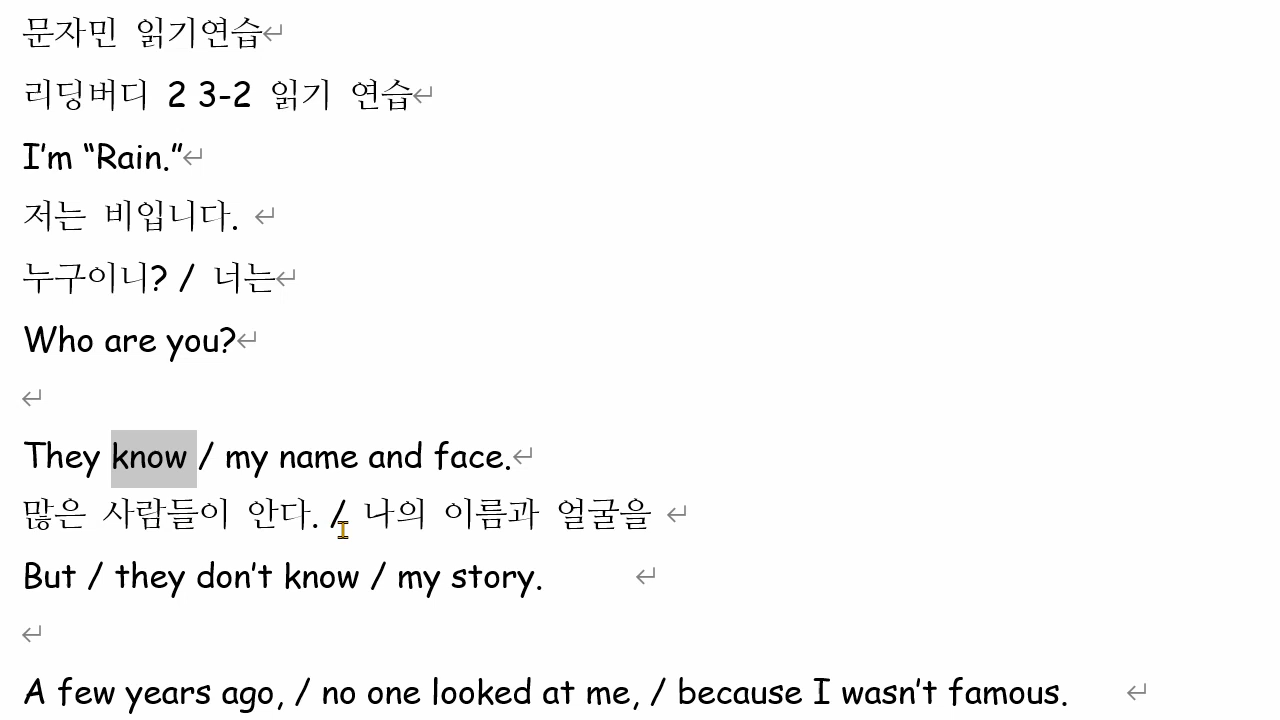 문자민 읽기연습
리딩버디 2 3-2 읽기 연습
I’m “Rain.”
저는 비입니다.
누구이니? / 너는
Who are you?
They know / my name and face.
많은 사람들이 안다. / 나의 이름과 얼굴을
But / they don’t know / my story.
A few years ago, / no one looked at me, / because I wasn’t famous.